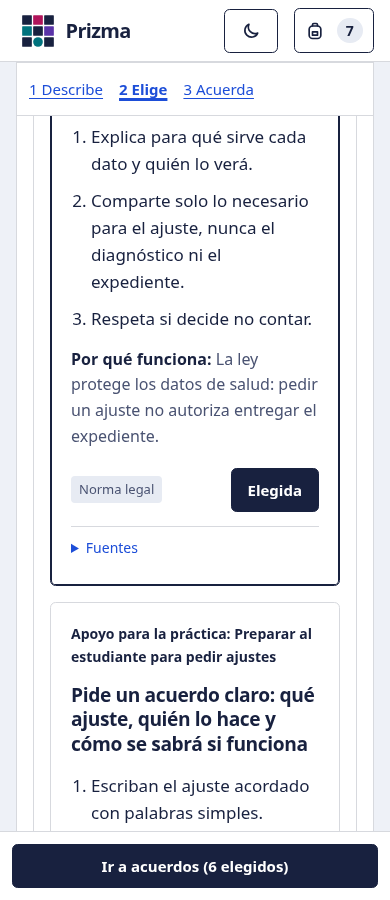 Prizma
7
1 Describe 2 Elige 3 Acuerda
1. Explica para qué sirve cada
dato y quién lo verá.
2. Comparte solo lo necesario
para el ajuste, nunca el
diagnóstico ni el
expediente.
3. Respeta si decide no contar.
Por qué funciona: La ley
protege los datos de salud: pedir
un ajuste no autoriza entregar el
expediente.
Norma legal
Elegida
Fuentes
Apoyo para la práctica: Preparar al
estudiante para pedir ajustes
Pide un acuerdo claro: qué
ajuste, quién lo hace y
cómo se sabrá si funciona
1. Escriban el ajuste acordado
con palabras simples.
Ir a acuerdos (6 elegidos)